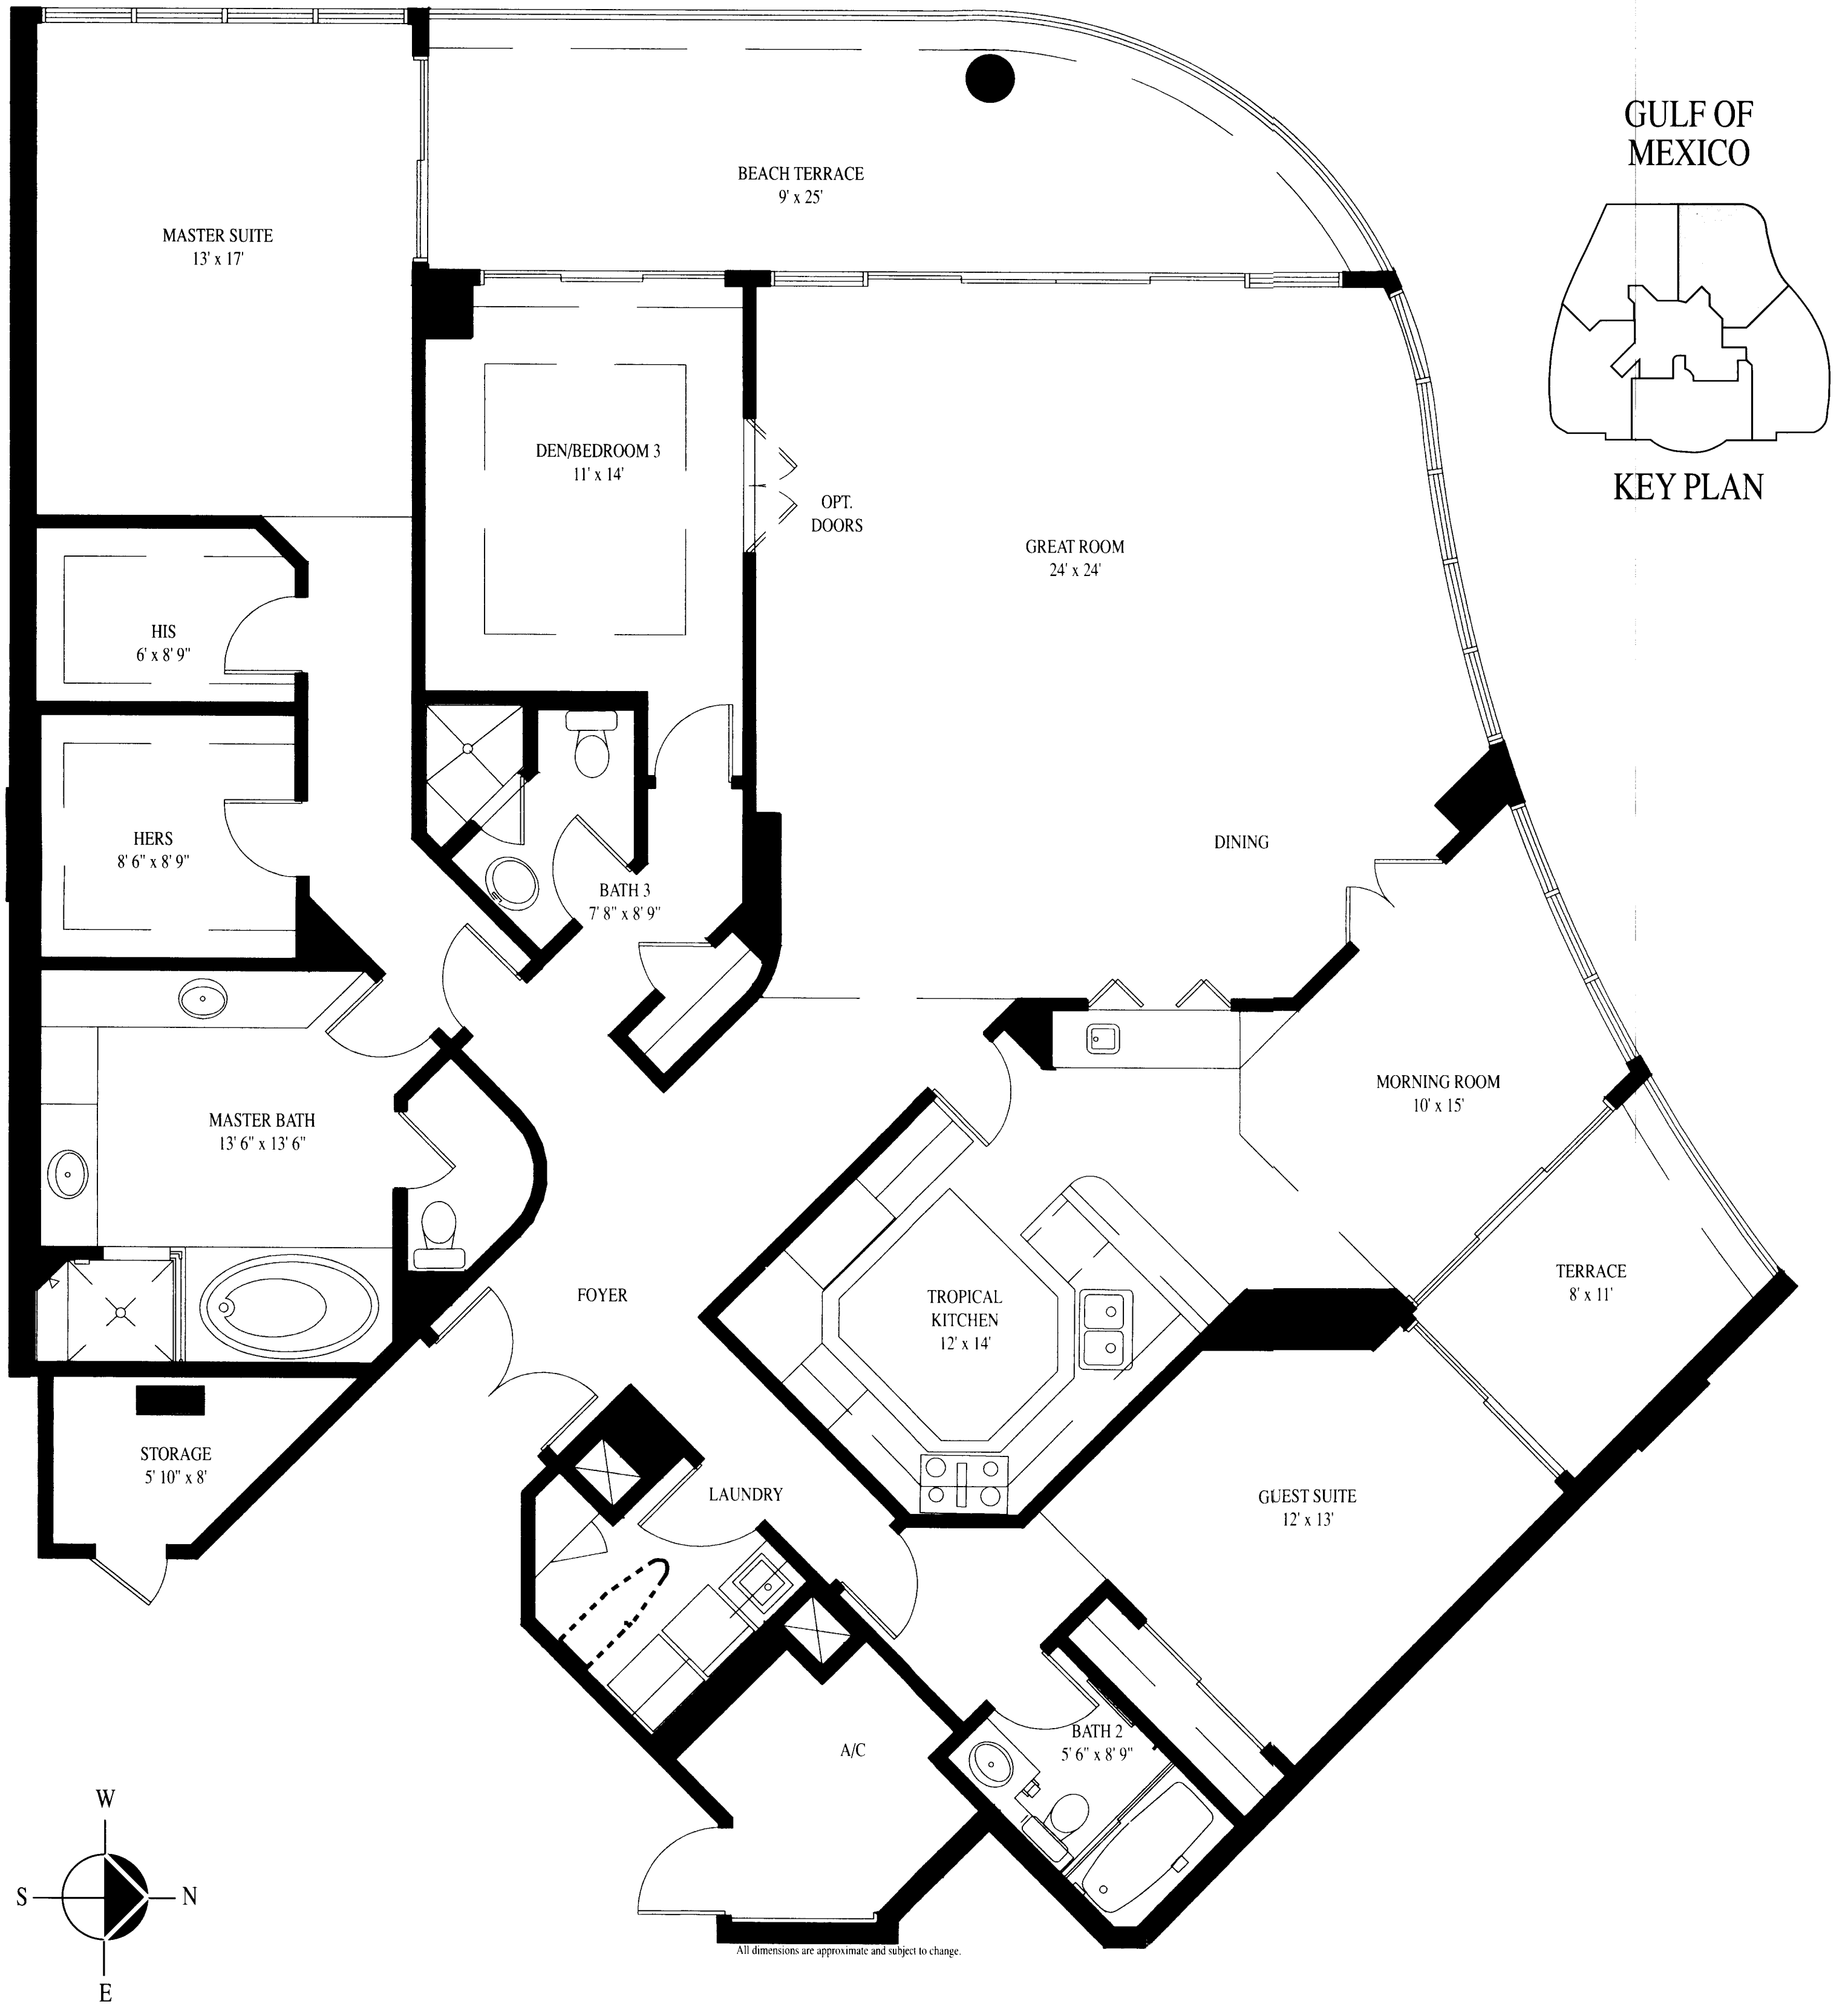 GULF OF
MEXICO
KEY PLAN
BEACH TERRACE
9' x 25'
MASTER SUITE
13' x 17'
DEN/BEDROOM 3
11' x 14'
OPT.
DOORS
GREAT ROOM
24' x 24'
HIS
6' x 8' 9"
HERS
8' 6" x 8' 9"
DINING
BATH 3
7' 8" x 8' 9"
MORNING ROOM
10' x 15'
MASTER BATH
13' 6" x 13' 6"
TERRACE
8' x 11'
FOYER
TROPICAL
KITCHEN
12' x 14'
STORAGE
5' 10" x 8'
LAUNDRY
GUEST SUITE
12' x 13'
BATH 2
5' 6" x 8' 9"
A/C
W
S
N
E
All dimensions are approximate and subject to change.